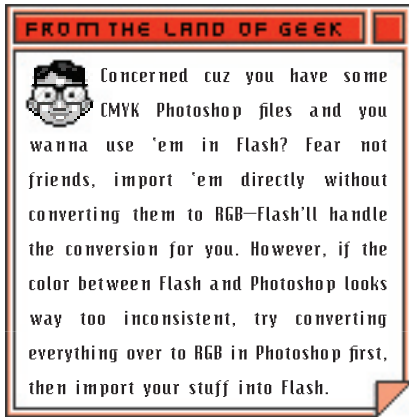 FROM THE LAND OF GEEK
Concerned cuz you have some
CMYK Photoshop files and you
wanna use 'em in Flash? Fear not
friends, import 'em directly without
converting them to RGB—Flash'll handle
the conversion for you. However, if the
color between Flash and Photoshop looks
way too inconsistent, try converting
everything over to RGB in Photoshop first,
then import your stuff into Flash.